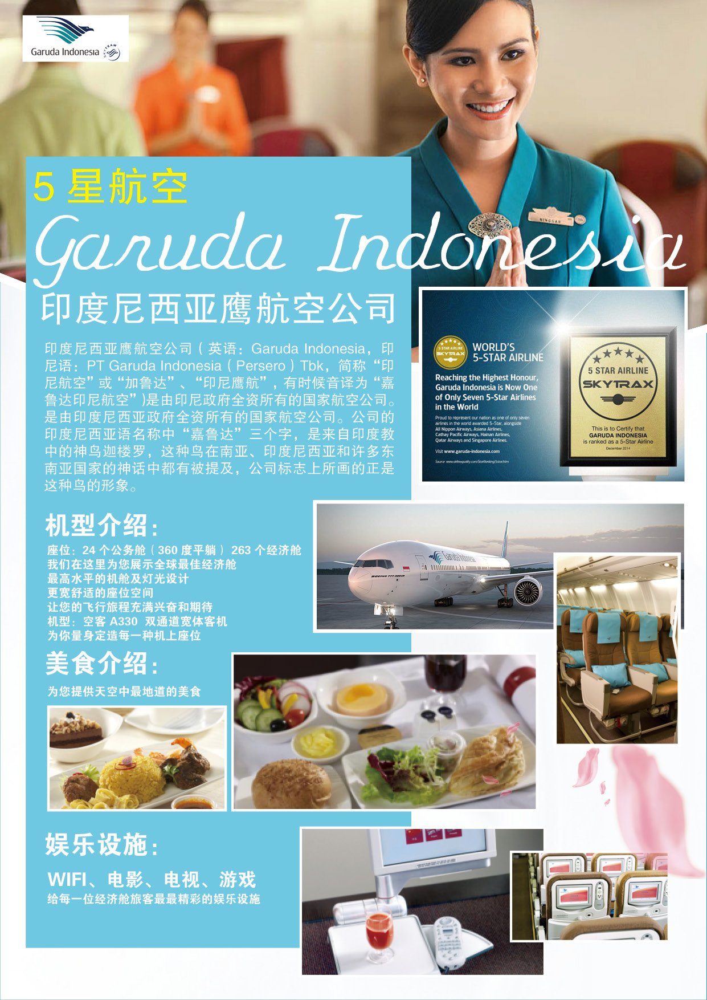 Garuda Indonesia
SKYTEAM
NINGGAR
5 星航空
Garuda Indonesia
印度尼西亚鹰航空公司
印度尼西亚鹰航空公司（英语：Garuda Indonesia，印
尼语：PT Garuda Indonesia（Persero）Tbk，简称“印
尼航空”或“加鲁达”、“印尼鹰航”，有时候音译为“嘉
鲁达印尼航空”)是由印尼政府全资所有的国家航空公司。
是由印度尼西亚政府全资所有的国家航空公司。公司的
印度尼西亚语名称中“嘉鲁达”三个字，是来自印度教
中的神鸟迦楼罗，这种鸟在南亚、印度尼西亚和许多东
南亚国家的神话中都有被提及，公司标志上所画的正是
这种鸟的形象。
5 STAR AIRLINE
SKYTRAX
WORLD'S
5-STAR AIRLINE
Reaching the Highest Honour,
Garuda Indonesia is Now One
of Only Seven 5-Star Airlines
in the World
Proud to represent our nation as one of only seven
airlines in the world awarded 5-Star, alongside
All Nippon Airways, Asiana Airlines,
Cathay Pacific Airways, Hainan Airlines,
Qatar Airways and Singapore Airlines.
Visit www.garuda-indonesia.com
Source: www.airlinequality.com/StarRanking/5star.htm
5 STAR AIRLINE
SKYTRAX
This is to Certify that
GARUDA INDONESIA
is ranked as a 5-Star Airline
December 2014
机型介绍：
座位：24 个公务舱（360 度平躺） 263 个经济舱
我们在这里为您展示全球最佳经济舱
最高水平的机舱及灯光设计
更宽舒适的座位空间
让您的飞行旅程充满兴奋和期待
机型：空客 A330 双通道宽体客机
为你量身定造每一种机上座位
Garuda Indonesia
BOEING 777-300ER
美食介绍：
为您提供天空中最地道的美食
娱乐设施：
WIFI、电影、电视、游戏
给每一位经济舱旅客最最精彩的娱乐设施